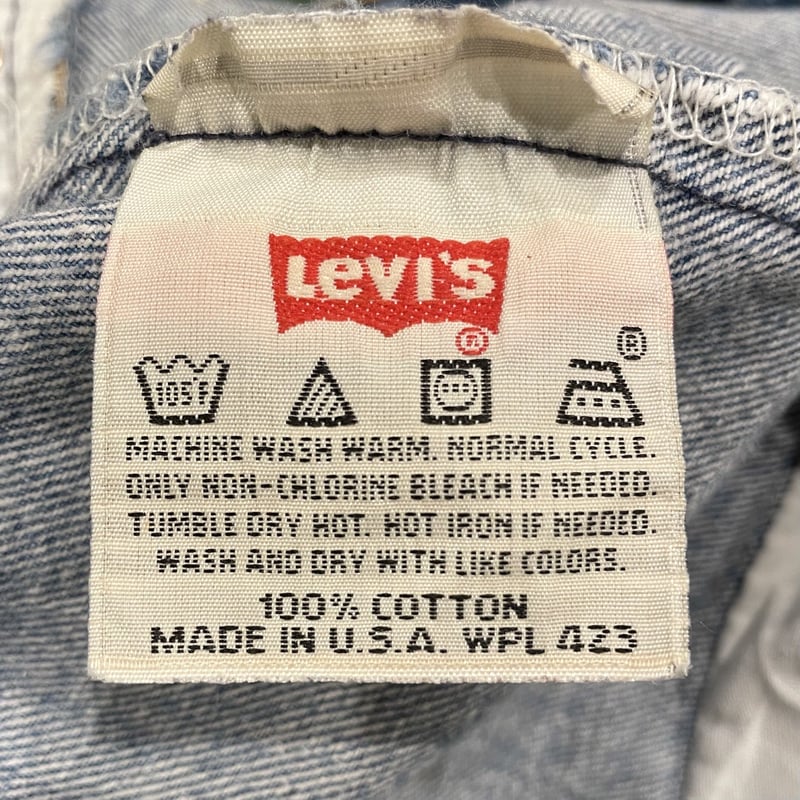 LEVI'S
®
®
105°F
MACHINE WASH WARM. NORMAL CYCLE.
ONLY NON-CHLORINE BLEACH IF NEEDED.
TUMBLE DRY HOT. HOT IRON IF NEEDED.
WASH AND DRY WITH LIKE COLORS.
100% COTTON
MADE IN U.S.A. WPL 423